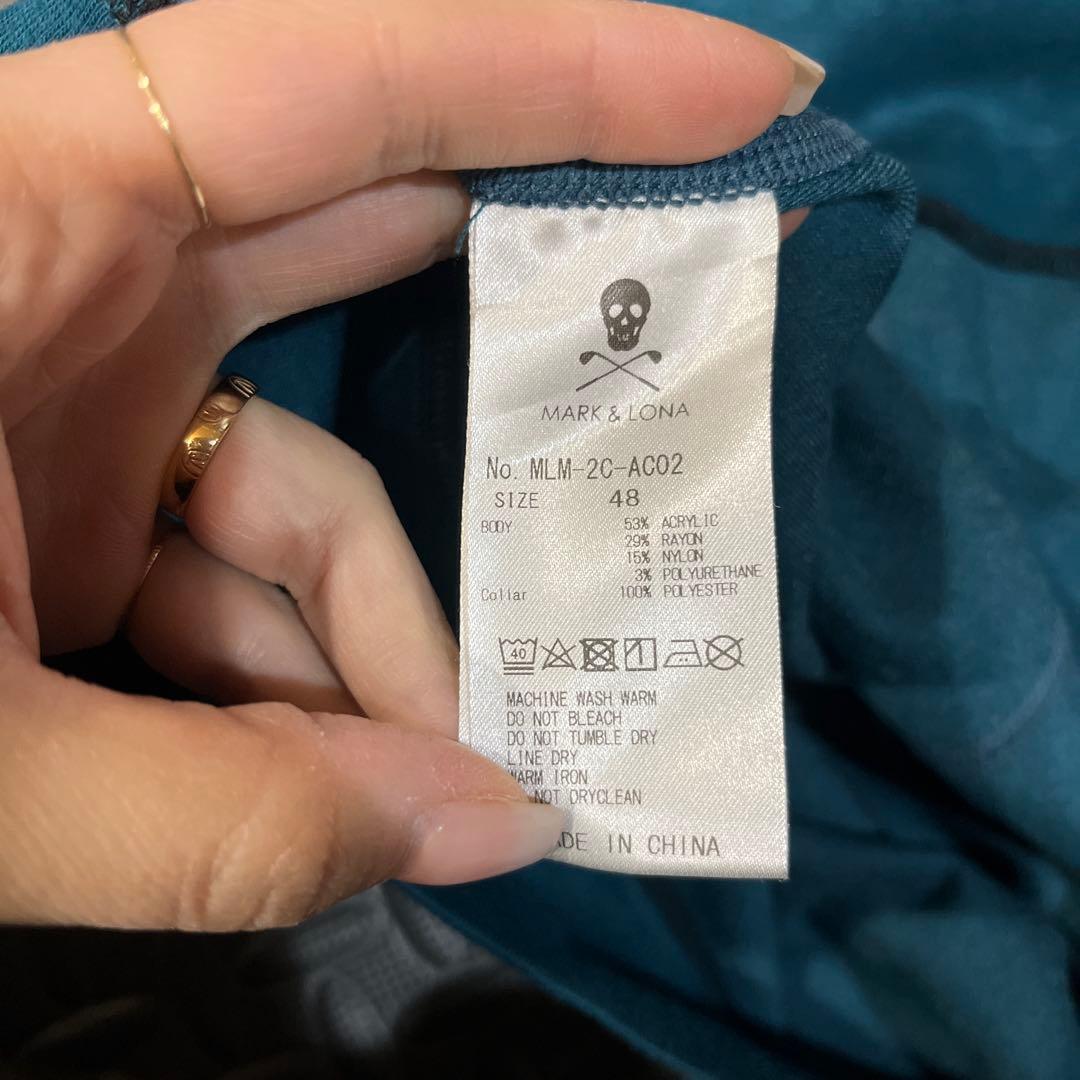 MARK & LONA
No. MLM-2C-AC02
SIZE 48
BODY 53% ACRYLIC
29% RAYON
15% NYLON
3% POLYURETHANE
Collar 100% POLYESTER
40 1
MACHINE WASH WARM
DO NOT BLEACH
DO NOT TUMBLE DRY
LINE DRY
WARM IRON
NOT DRYCLEAN
ADE IN CHINA